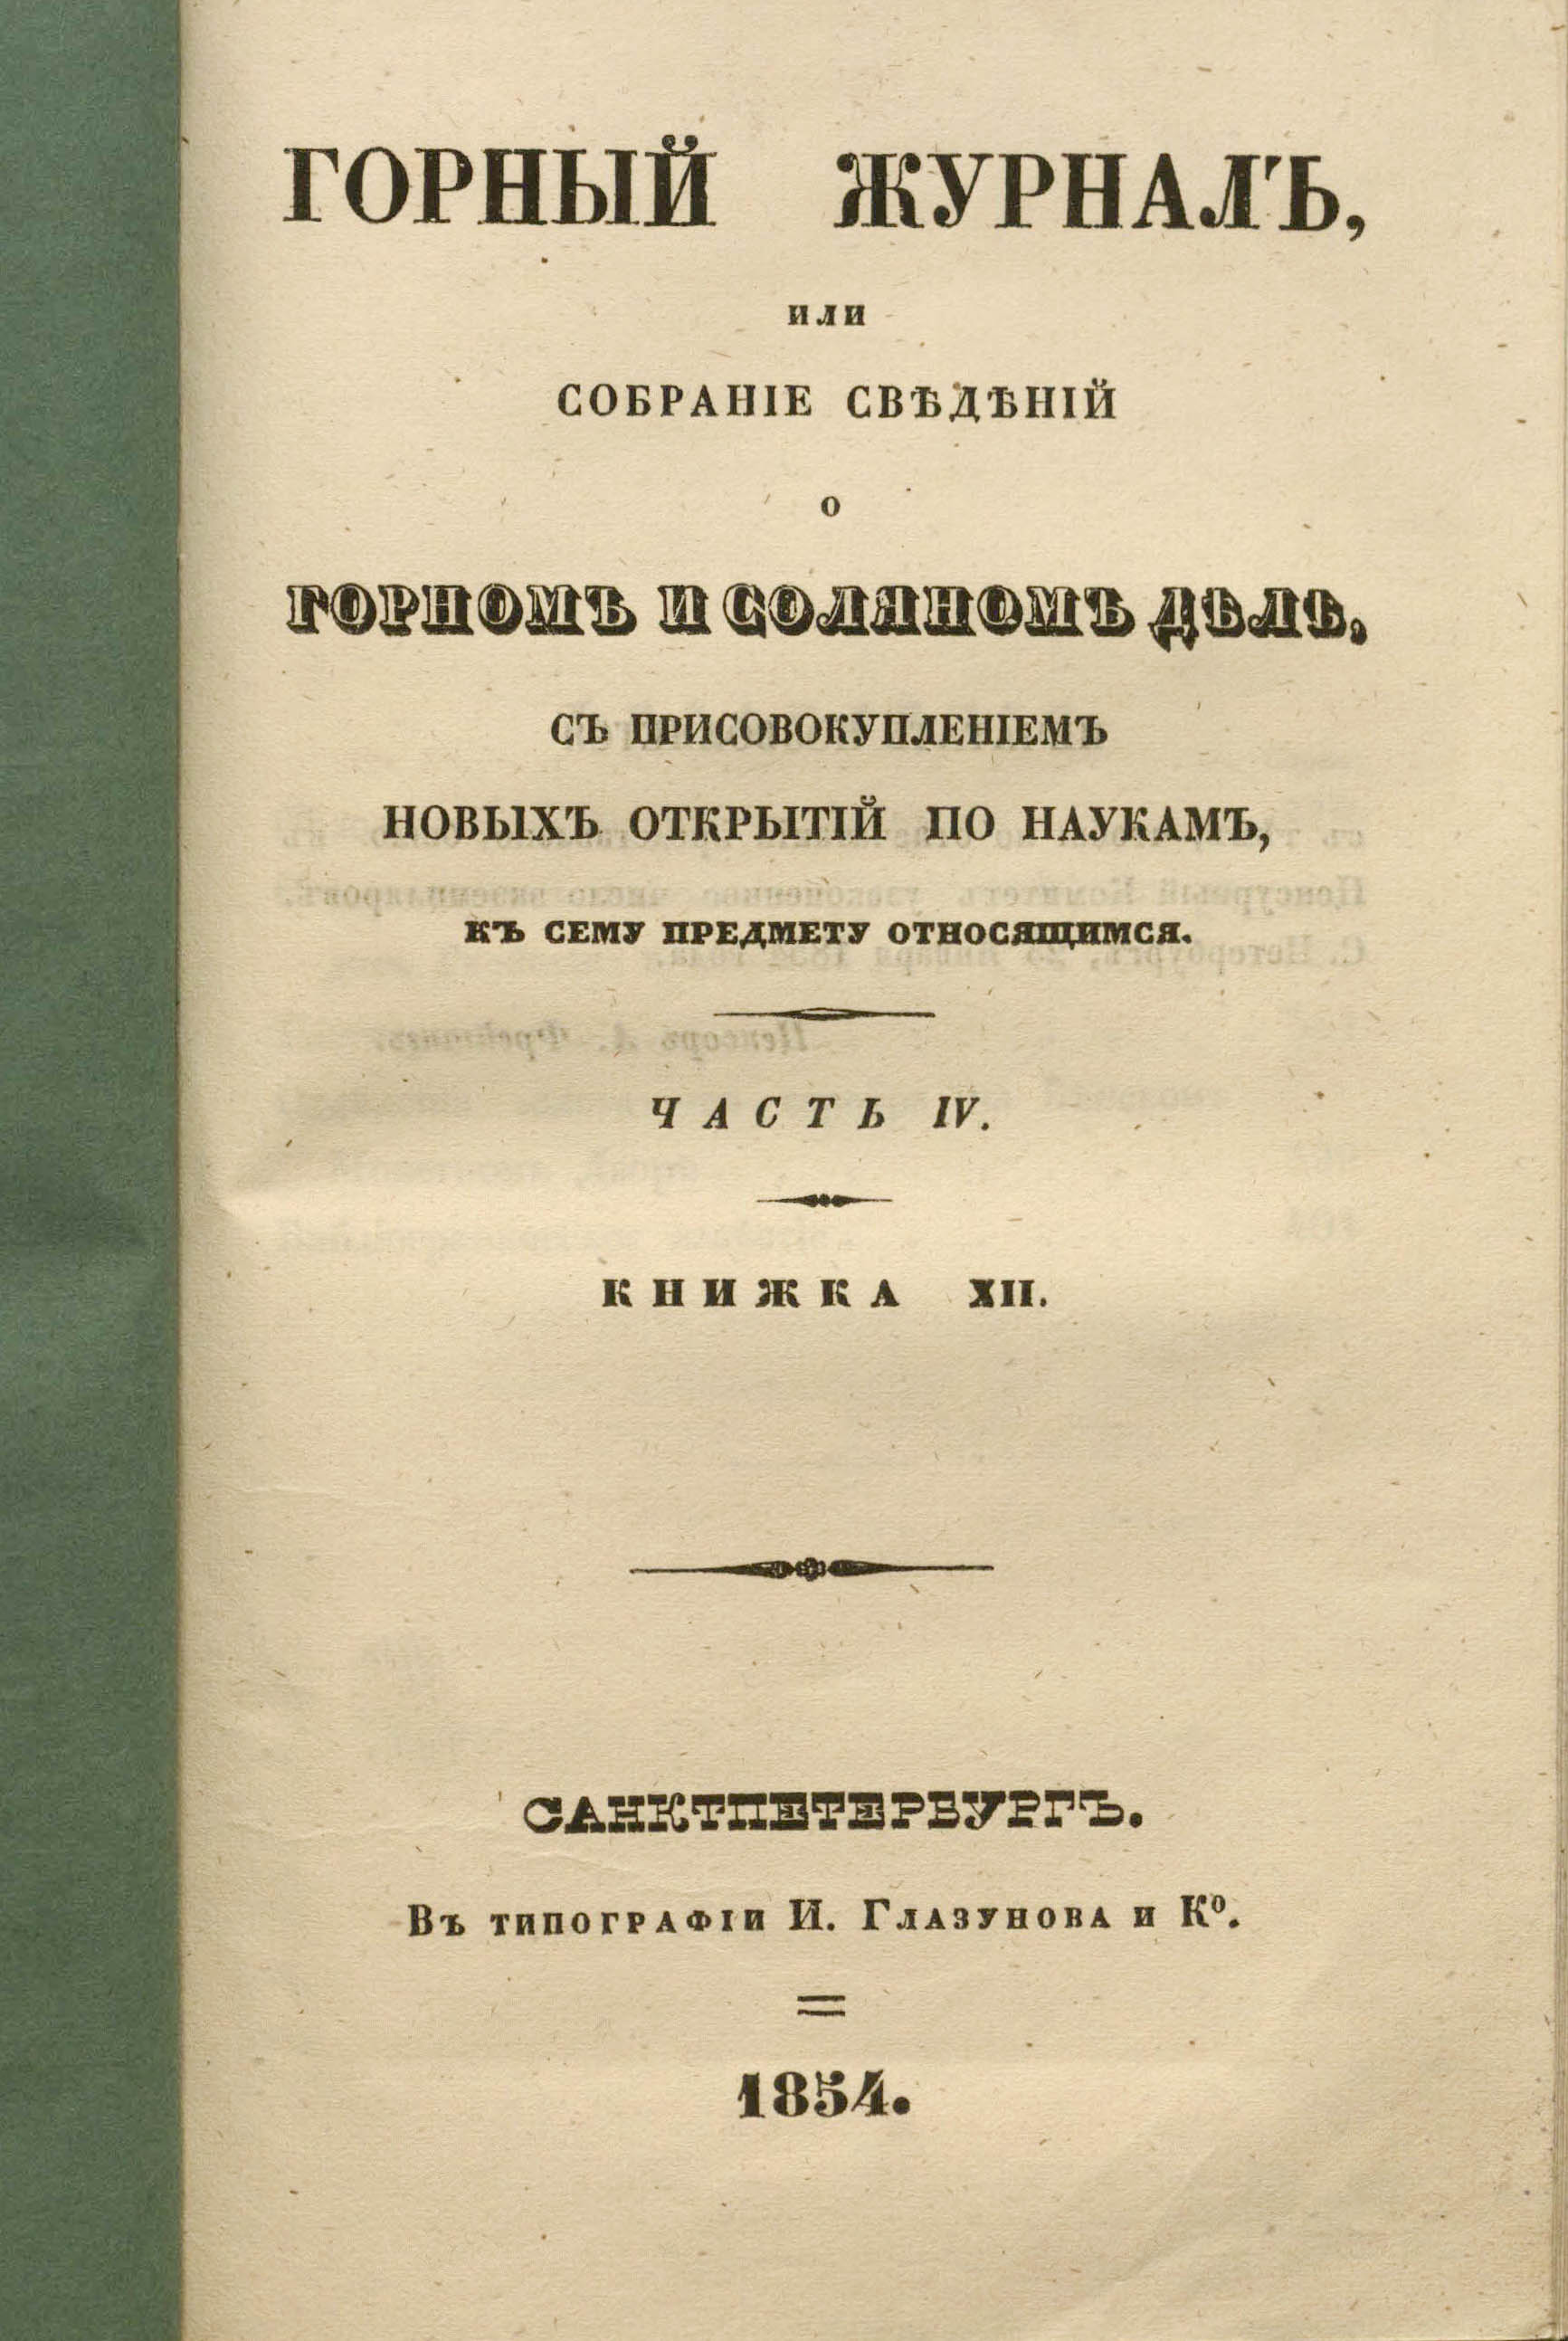 ГОРНЫЙ ЖУРНАЛЪ,
ИЛИ
СОБРАНІЕ СВѢДѢНІЙ
О
ГОРНОМЪ И СОЛЯНОМЪ ДѢЛѢ,
СЪ ПРИСОВОКУПЛЕНІЕМЪ
НОВЫХЪ ОТКРЫТІЙ ПО НАУКАМЪ,
КЪ СЕМУ ПРЕДМЕТУ ОТНОСЯЩИМСЯ.
ЧАСТЬ IV.
КНИЖКА XII.
САНКТПЕТЕРБУРГЪ.
Въ типографіи И. Глазунова и Ко.
1854.